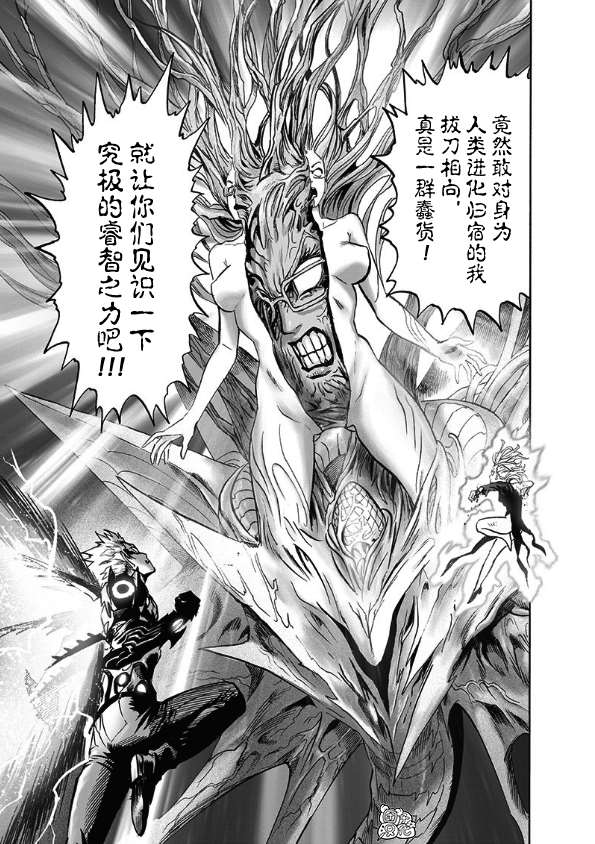 竟然敢对身为
人类进化归宿的我
拔刀相向，
真是一群蠢货！
就让你们见识一下
究极的睿智之力吧!!!